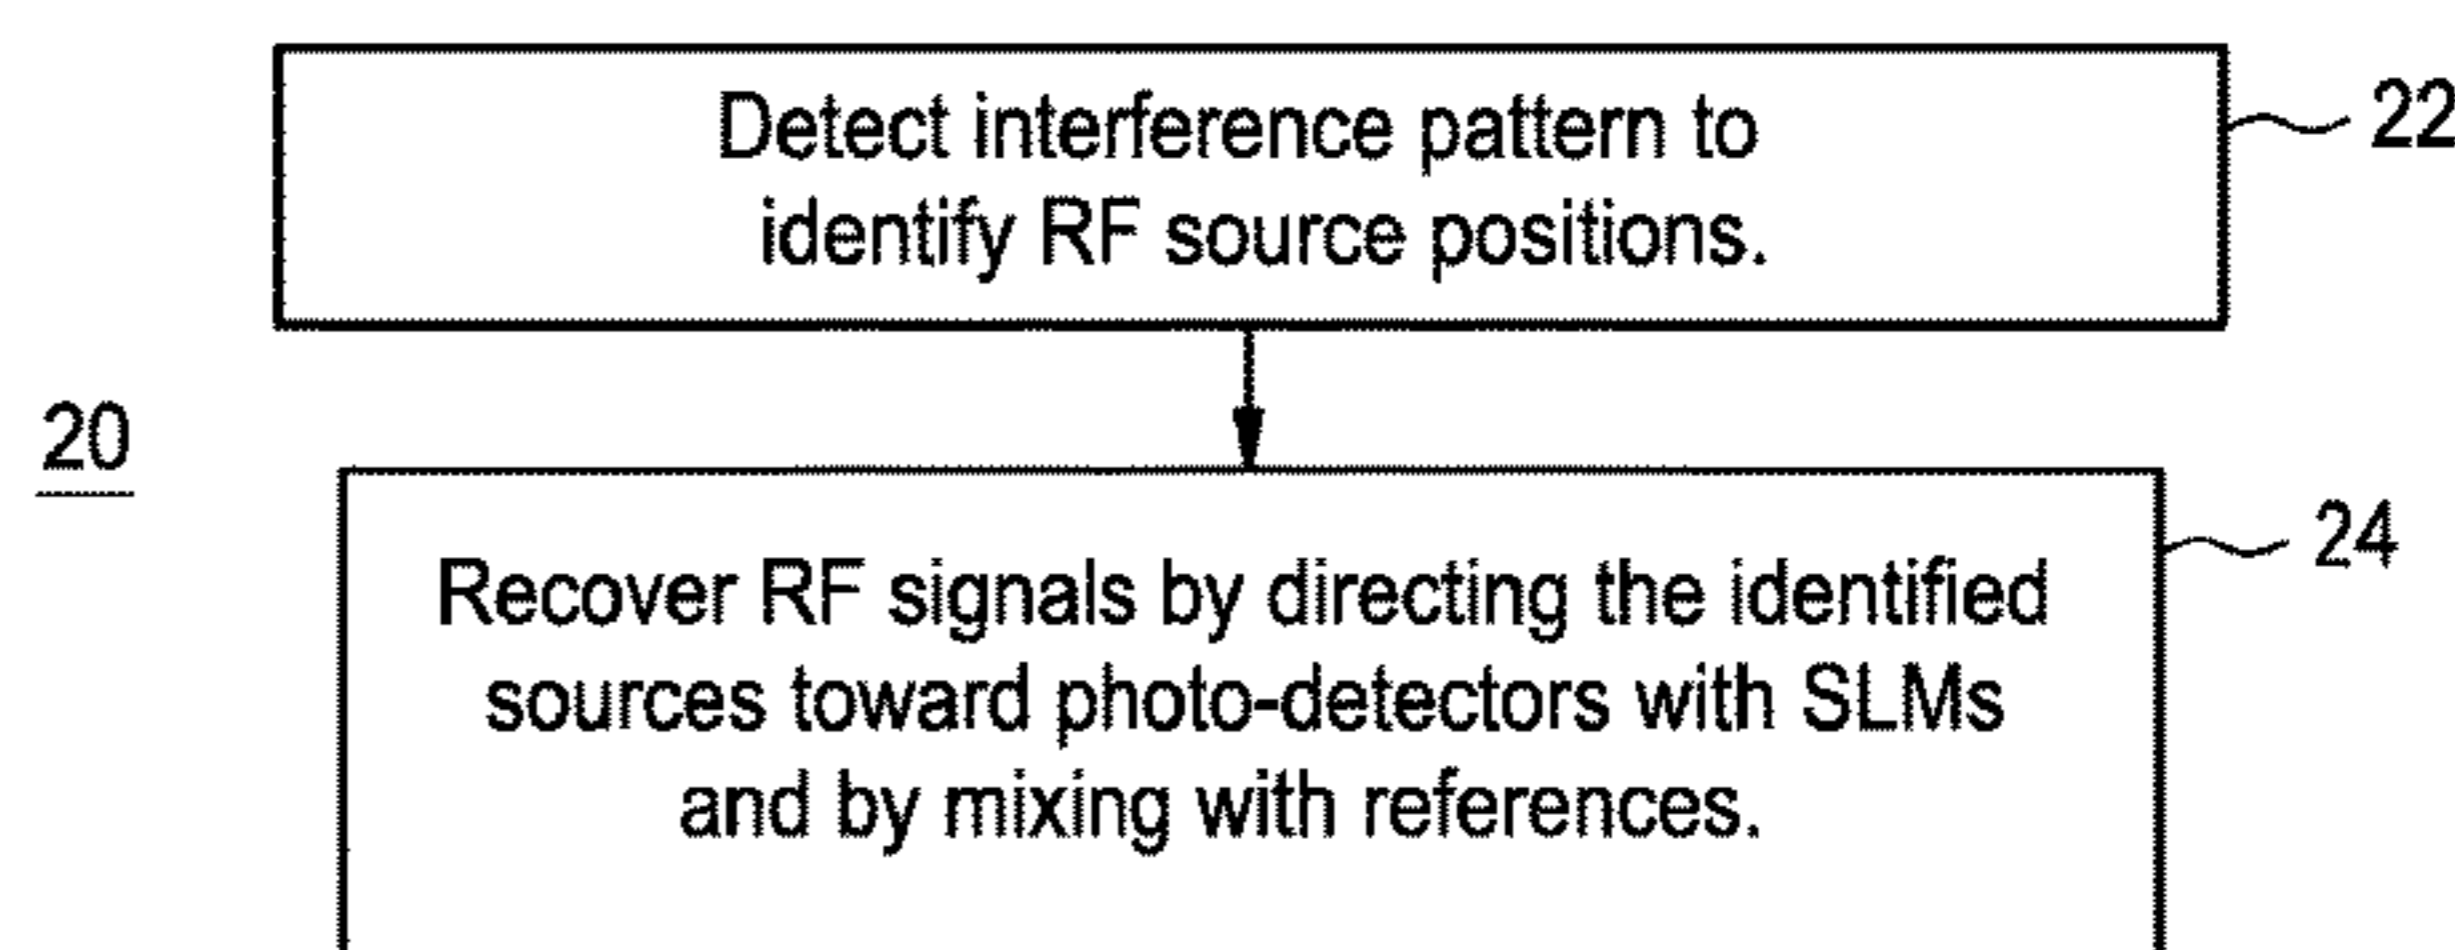 Detect interference pattern to
identify RF source positions.
22
20
Recover RF signals by directing the identified
sources toward photo-detectors with SLMs
and by mixing with references.
24